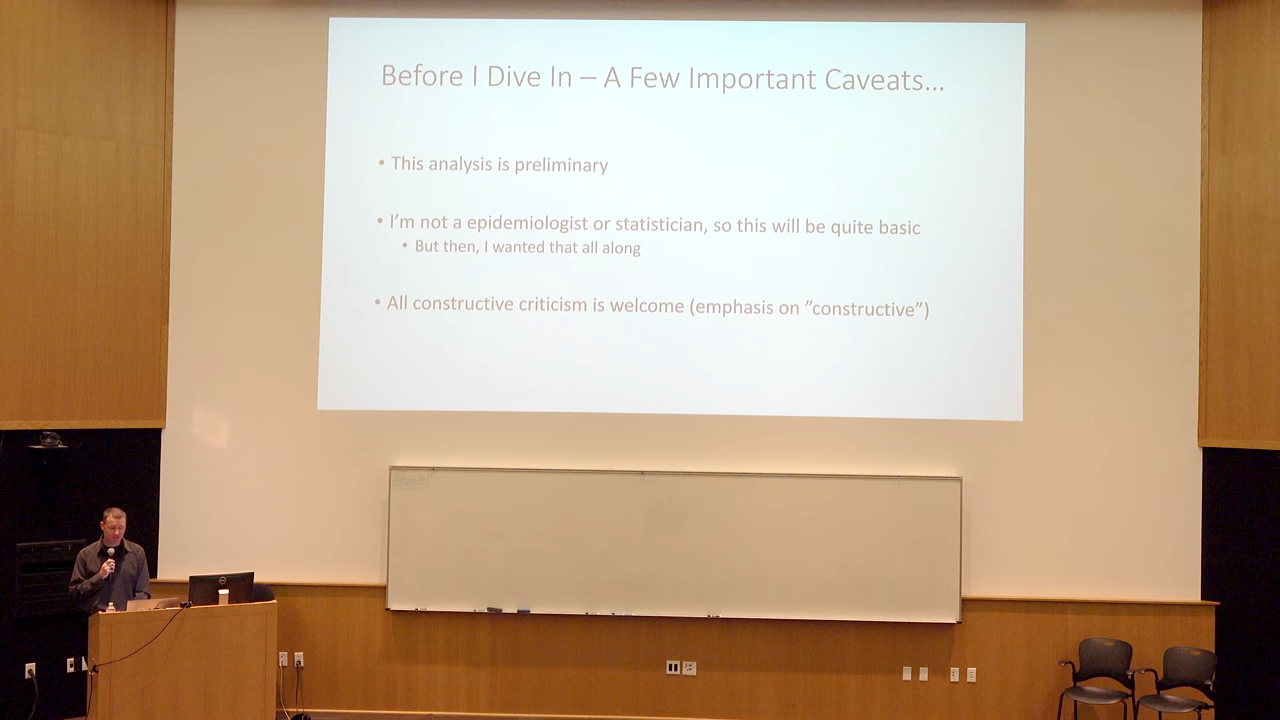 Before I Dive In – A Few Important Caveats...
• This analysis is preliminary
• I'm not a epidemiologist or statistician, so this will be quite basic
• But then, I wanted that all along
• All constructive criticism is welcome (emphasis on ”constructive”)